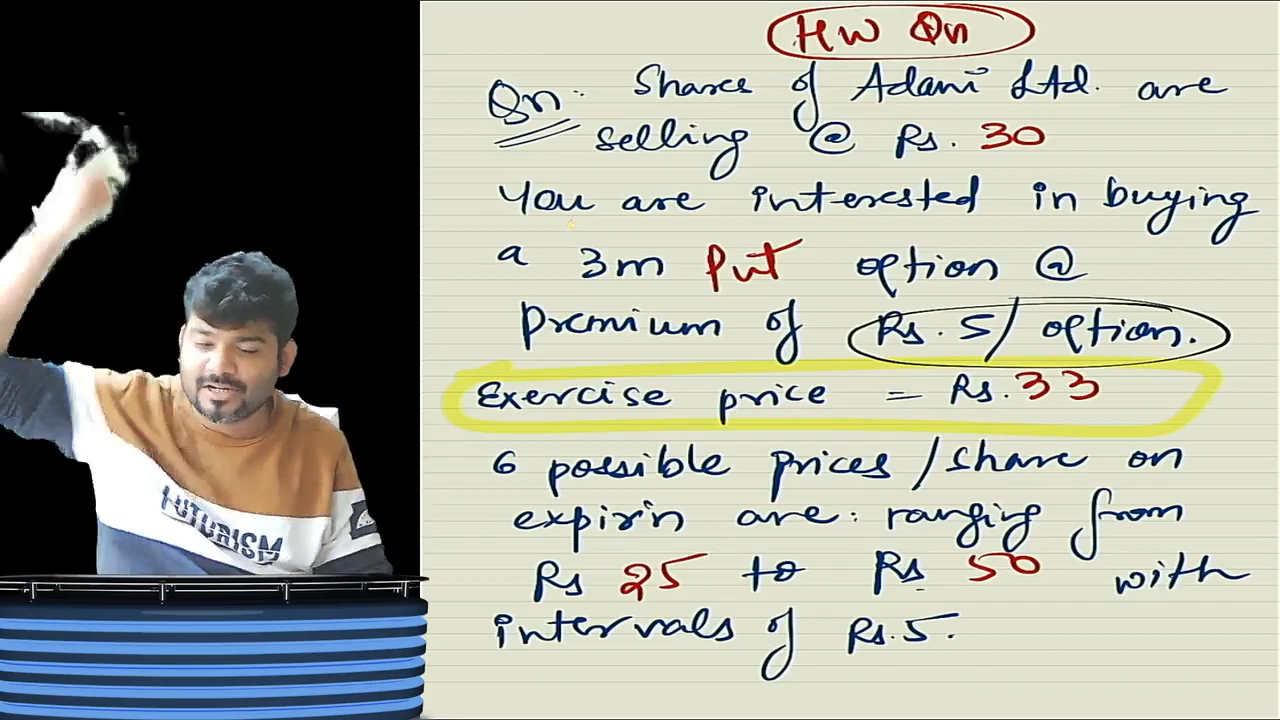 HW Qn
Qn: Shares of Adani Ltd. are
selling @ Rs. 30
You are interested in buying
a 3m Put option @
premium of Rs. 5/option.
Exercise price = Rs. 33
6 possible prices/share on
expirin are: ranging from
Rs 25 to Rs 50 with
intervals of Rs. 5.
FUTURISM